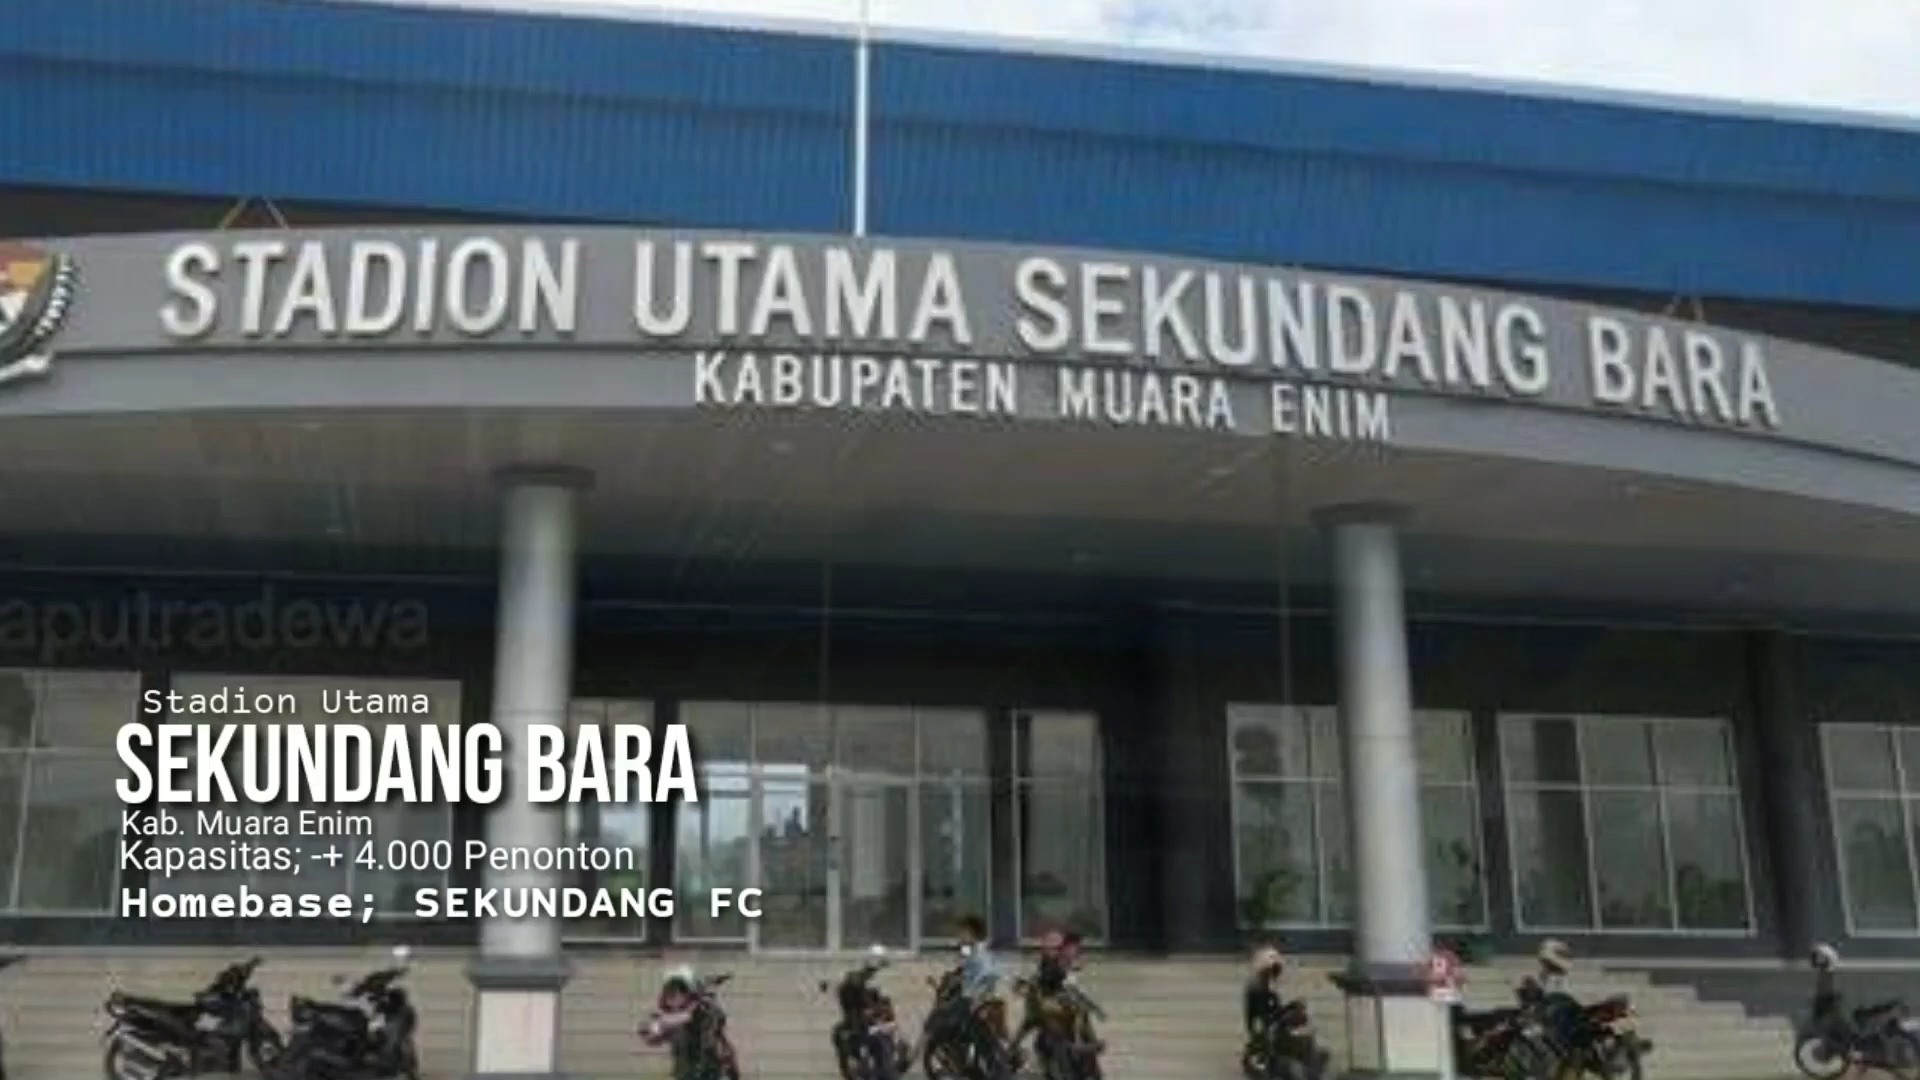 STADION UTAMA SEKUNDANG BARA
KABUPATEN MUARA ENIM
aputradewa
Stadion Utama
SEKUNDANG BARA
Kab. Muara Enim
Kapasitas; -+ 4.000 Penonton
Homebase; SEKUNDANG FC